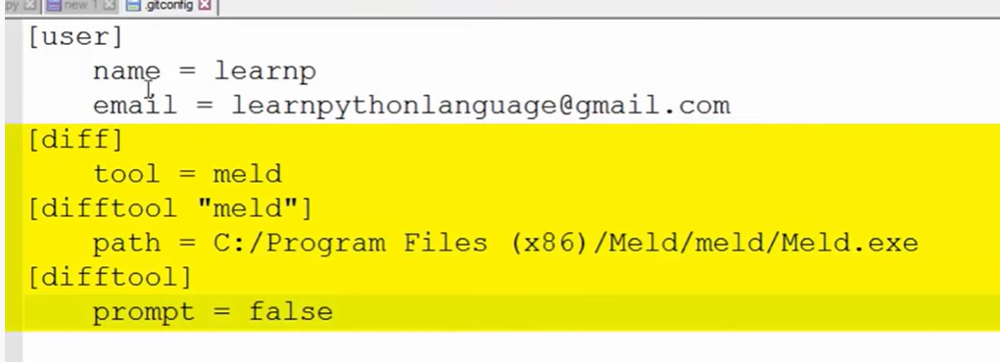 py new 1 .gitconfig
[user]
name = learnp
email = learnpythonlanguage@gmail.com
[diff]
tool = meld
[difftool "meld"]
path = C:/Program Files (x86)/Meld/meld/Meld.exe
[difftool]
prompt = false